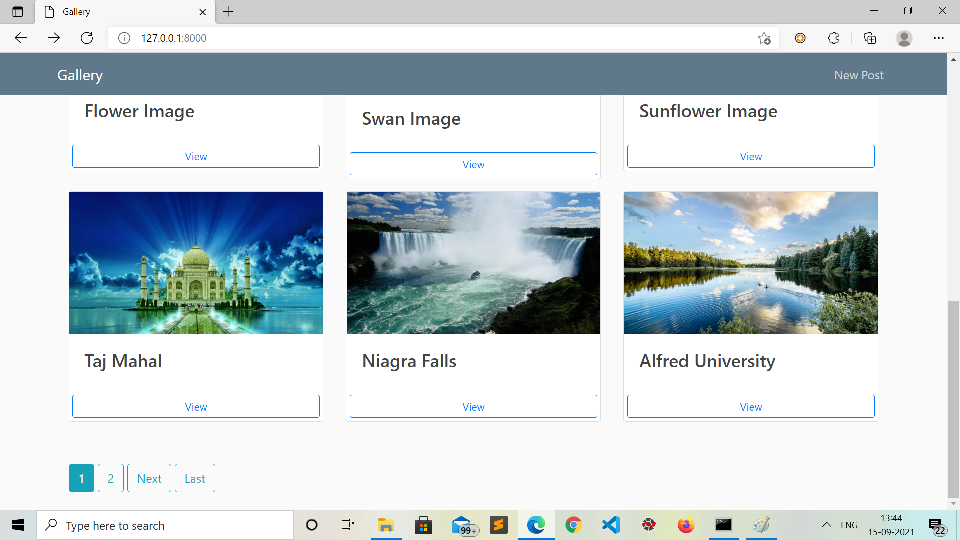 Gallery
127.0.0.1:8000
Gallery
New Post
Flower Image
Swan Image
Sunflower Image
View
View
View
Taj Mahal
Niagra Falls
Alfred University
View
View
View
1 2 Next Last
Type here to search
99+
ENG
13:44
15-09-2021
22